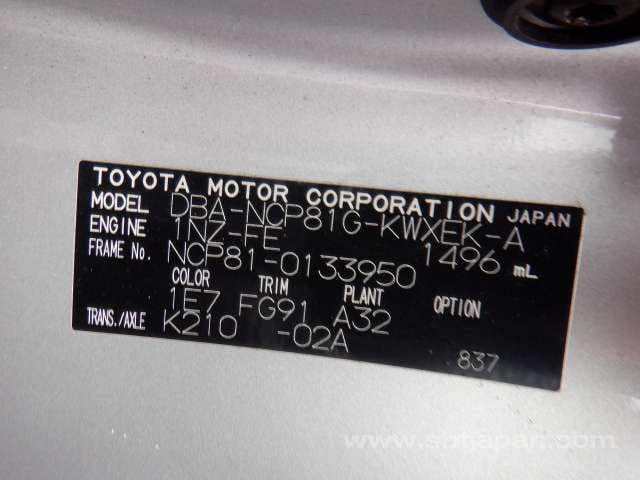 TOYOTA MOTOR CORPORATION JAPAN
MODEL DBA-NCP81G-KWXEK-A
ENGINE 1NZ-FE 1496 mL
FRAME No. NCP81-0133950
COLOR TRIM PLANT OPTION
1E7 FG91 A32
TRANS./AXLE K210 -02A
837
www.sbtjapan.com